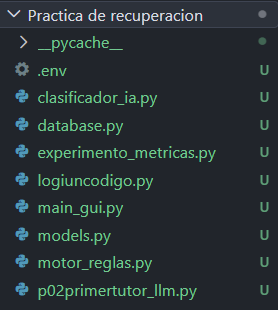 Practica de recuperacion
__pycache__
.env
U
clasificador_ia.py
U
database.py
U
experimento_metricas.py
U
logiuncodigo.py
U
main_gui.py
U
models.py
U
motor_reglas.py
U
p02primertutor_llm.py
U